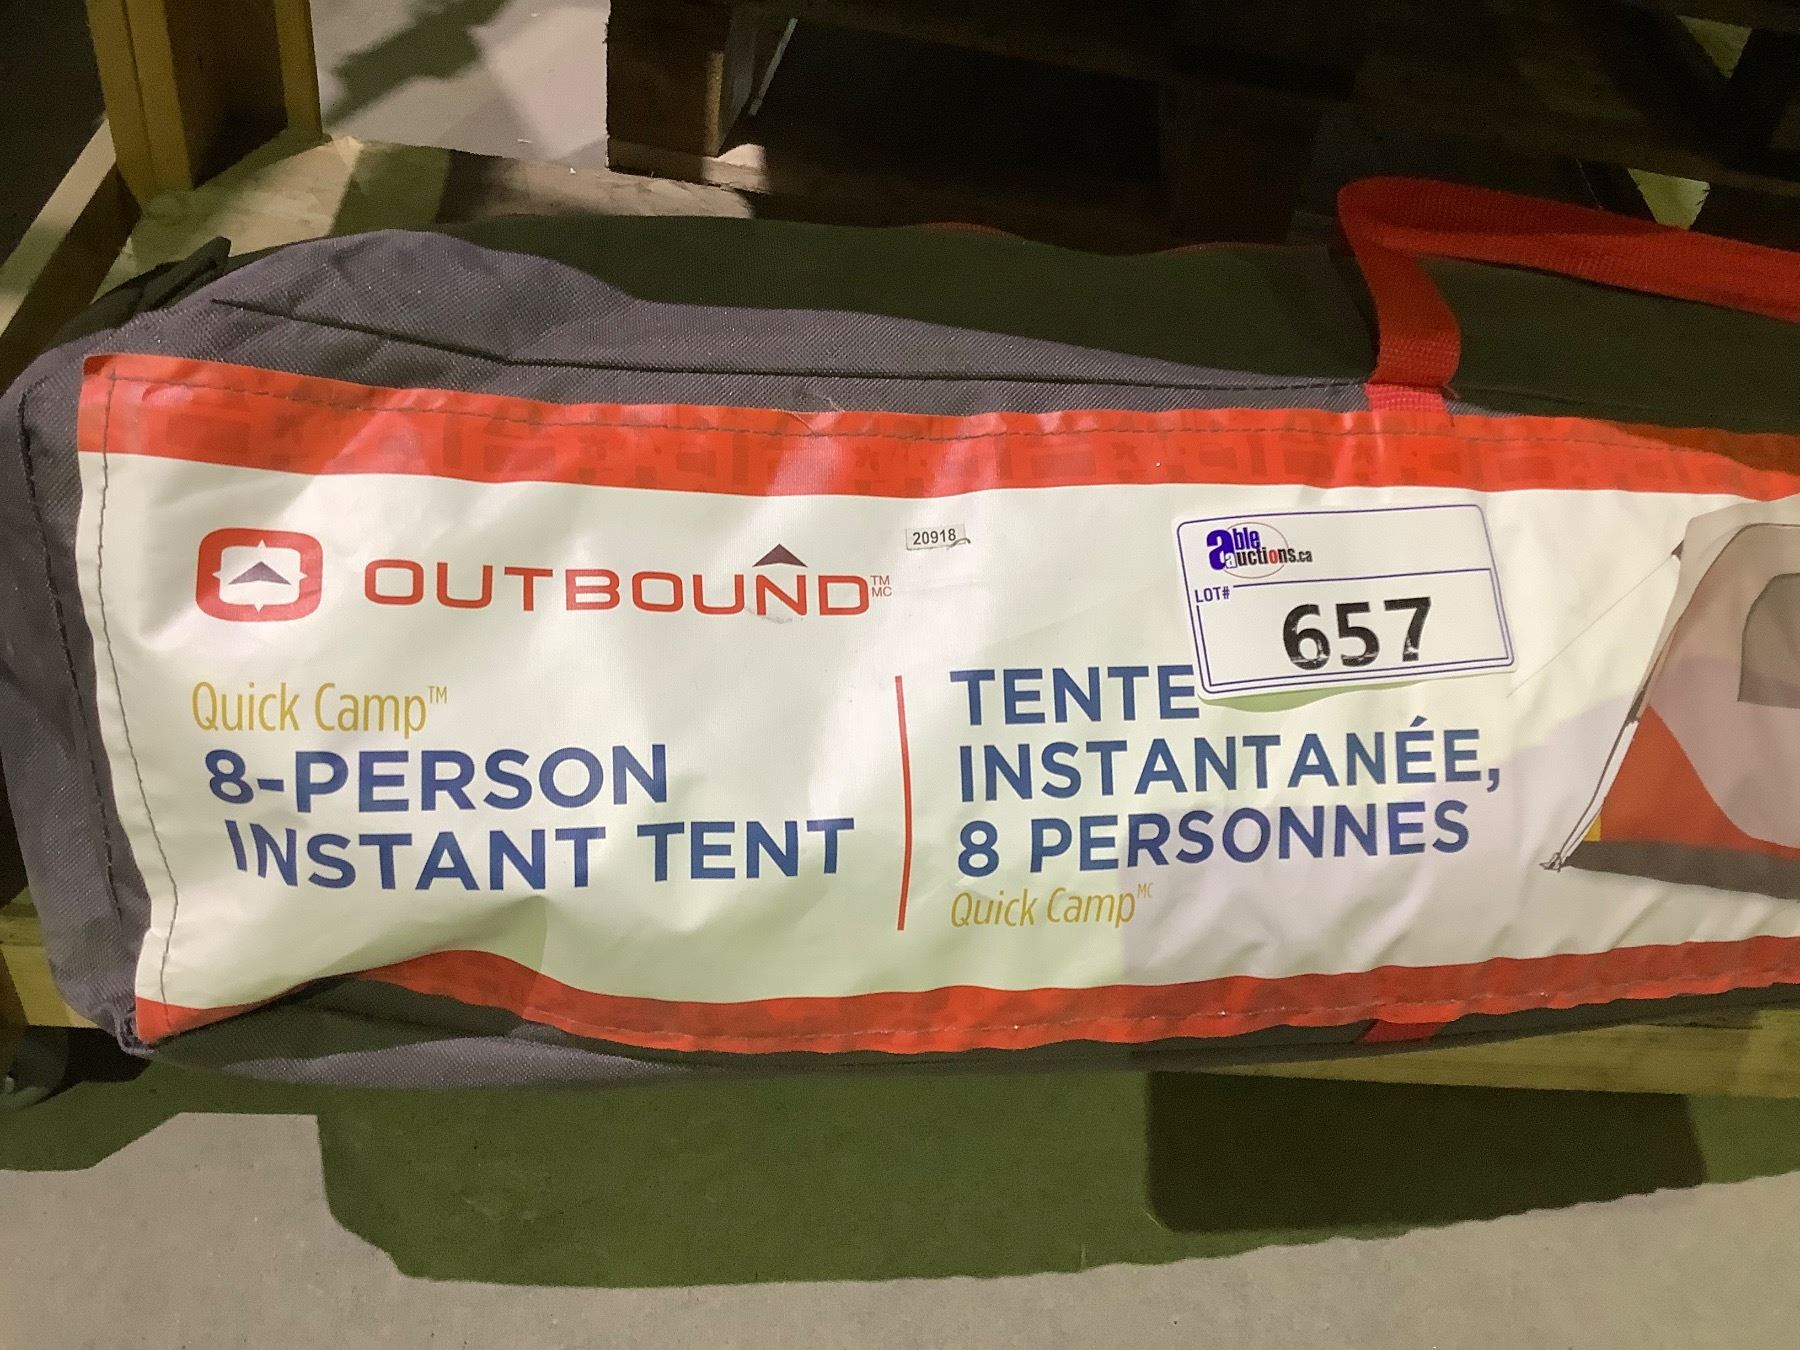 OUTBOUND™ MC
20918
able auctions.ca
LOT#
657
Quick Camp™
8-PERSON
INSTANT TENT
TENTE
INSTANTANÉE,
8 PERSONNES
Quick Camp MC